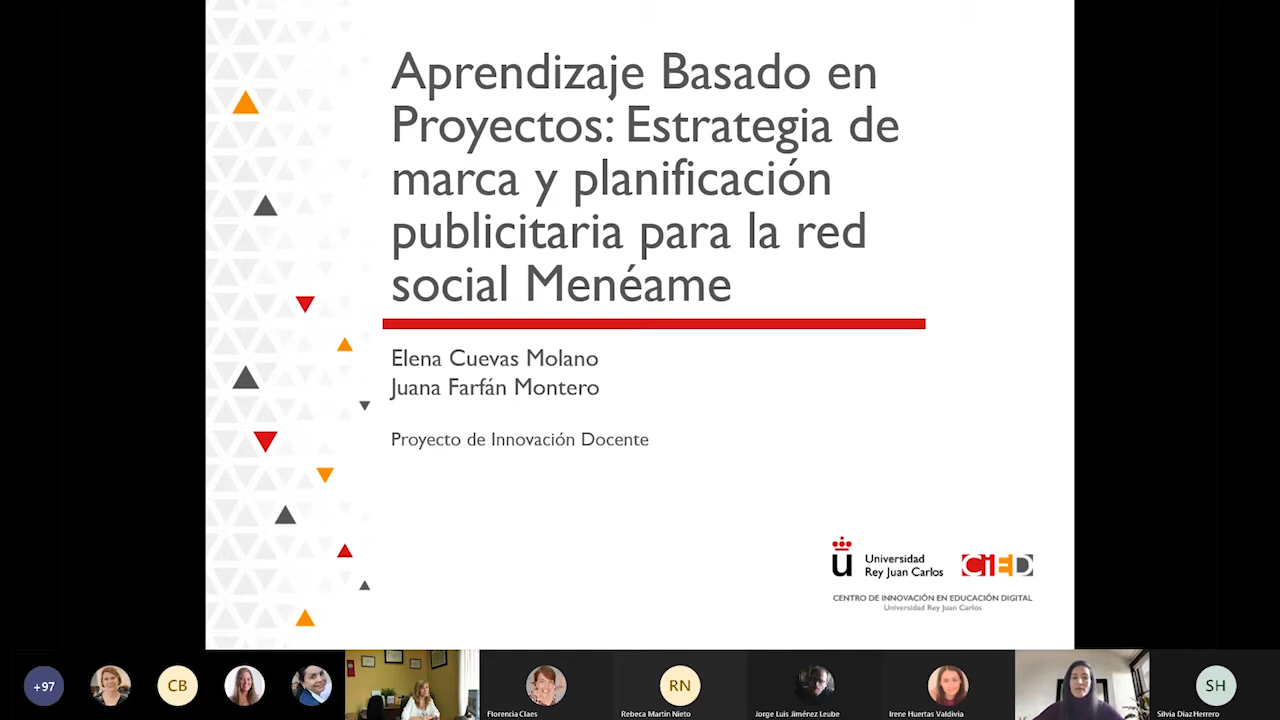 Aprendizaje Basado en
Proyectos: Estrategia de
marca y planificación
publicitaria para la red
social Menéame
Elena Cuevas Molano
Juana Farfán Montero
Proyecto de Innovación Docente
ü Universidad
Rey Juan Carlos
CiED
CENTRO DE INNOVACIÓN EN EDUCACIÓN DIGITAL
Universidad Rey Juan Carlos
+97
CB
RN
SH
Florencia Claes
Rebeca Martín Nieto
Jorge Luis Jiménez Leube
Irene Huertas Valdivia
Silvia Díaz Herrero